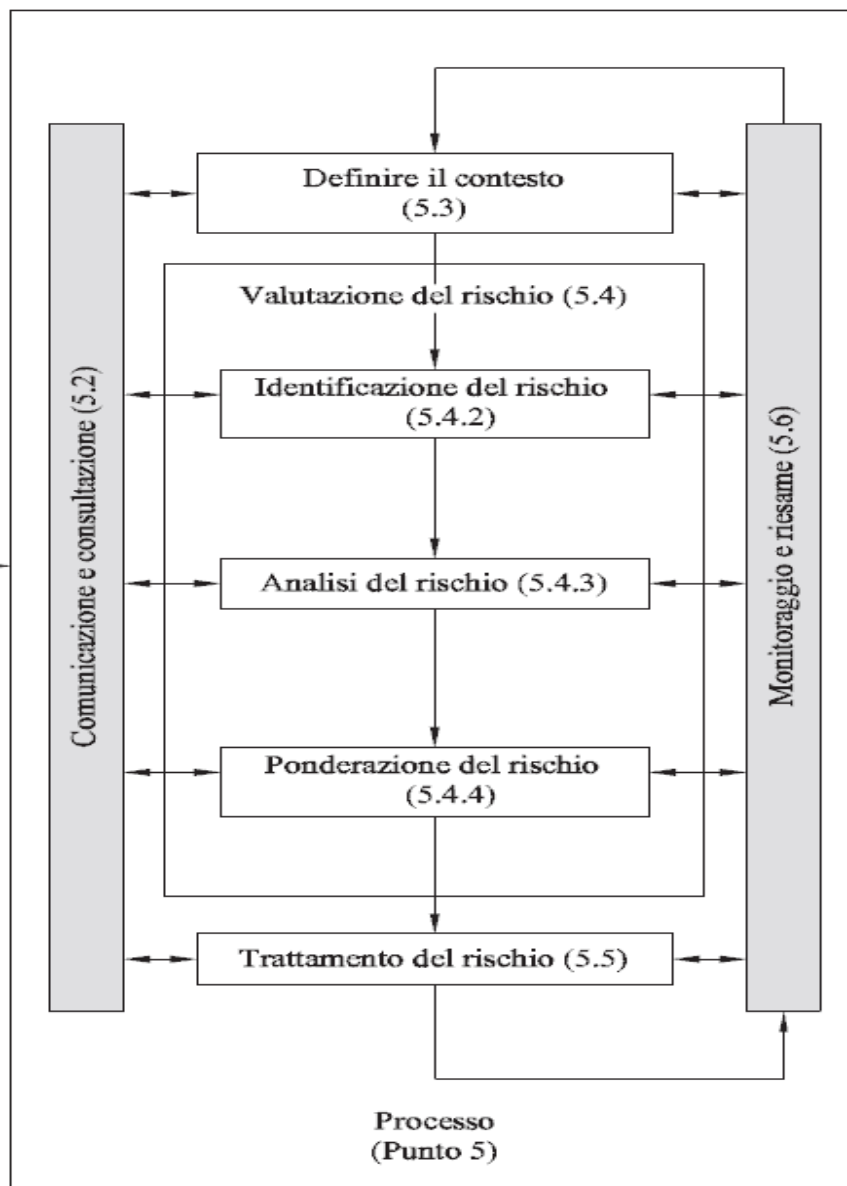 Definire il contesto
(5.3)
Valutazione del rischio (5.4)
Identificazione del rischio
(5.4.2)
Analisi del rischio (5.4.3)
Ponderazione del rischio
(5.4.4)
Trattamento del rischio (5.5)
Comunicazione e consultazione (5.2)
Monitoraggio e riesame (5.6)
Processo
(Punto 5)